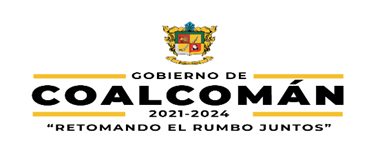 GOBIERNO DE
COALCOMÁN
2021-2024
“RETOMANDO EL RUMBO JUNTOS”